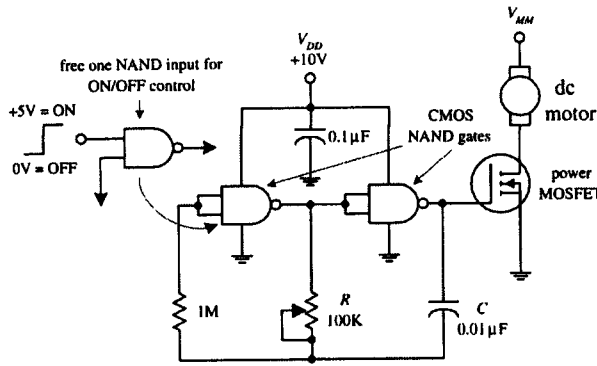 V_MM
V_DD
+10V
free one NAND input for
ON/OFF control
+5V = ON
0V = OFF
0.1μF
CMOS
NAND gates
dc
motor
power
MOSFET
1M
R
100K
C
0.01μF